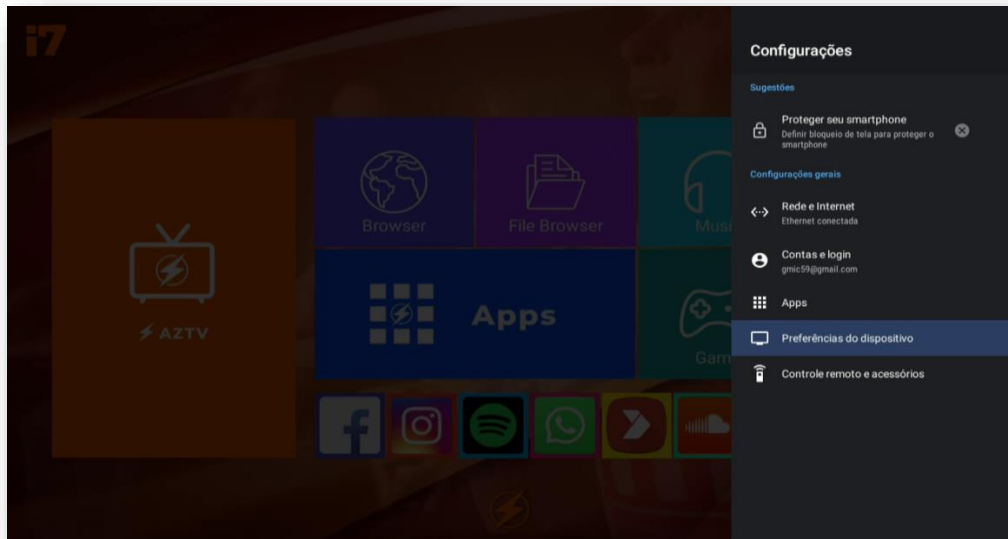 i7
Configurações
Sugestões
Proteger seu smartphone
Definir bloqueio de tela para proteger o
smartphone
Configurações gerais
Rede e Internet
Ethernet conectada
Contas e login
gmic59@gmail.com
Apps
Preferências do dispositivo
Controle remoto e acessórios
Browser
File Browser
Musi
AZTV
Apps
Gam